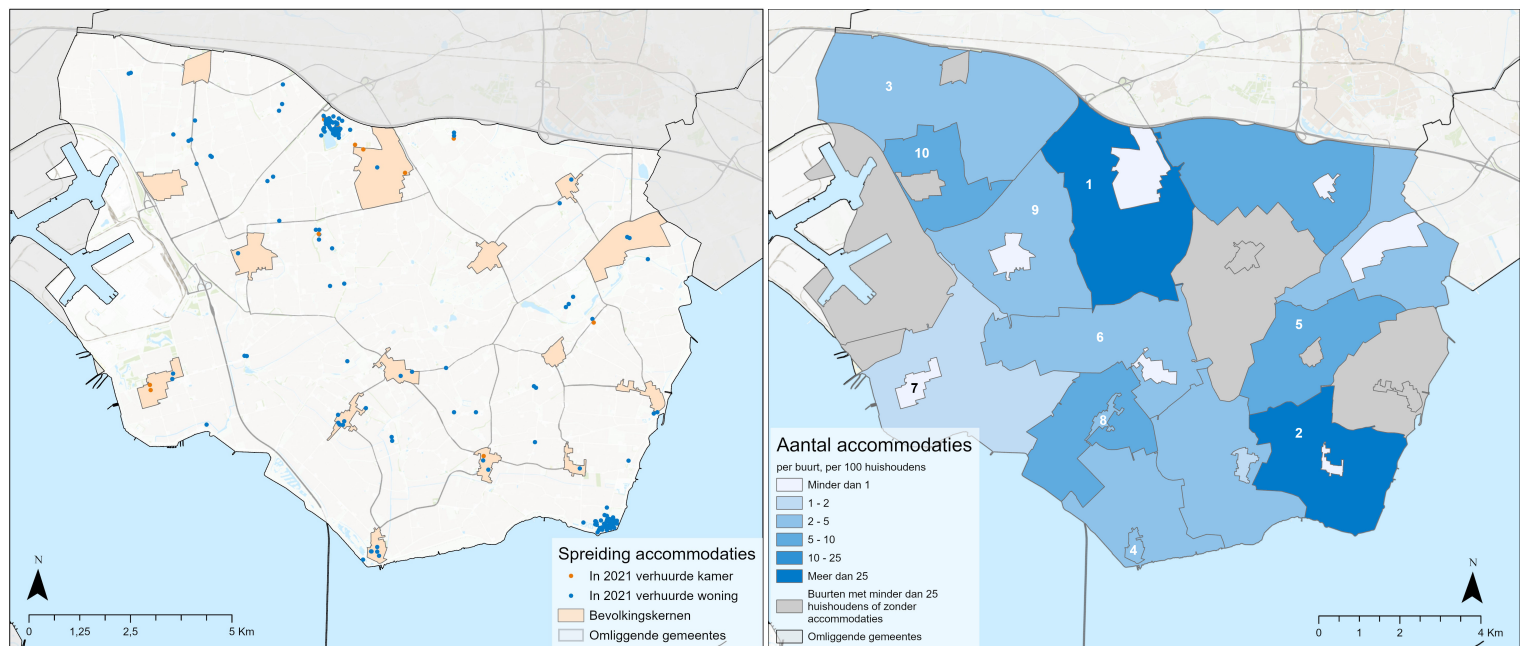 Spreiding accommodaties
In 2021 verhuurde kamer
In 2021 verhuurde woning
Bevolkingskernen
Omliggende gemeentes
N
0 1,25 2,5 5 Km
3
10
1
9
6
5
7
8
2
4
Aantal accommodaties
per buurt, per 100 huishoudens
Minder dan 1
1 - 2
2 - 5
5 - 10
10 - 25
Meer dan 25
Buurten met minder dan 25
huishoudens of zonder
accommodaties
Omliggende gemeentes
N
0 1 2 4 Km